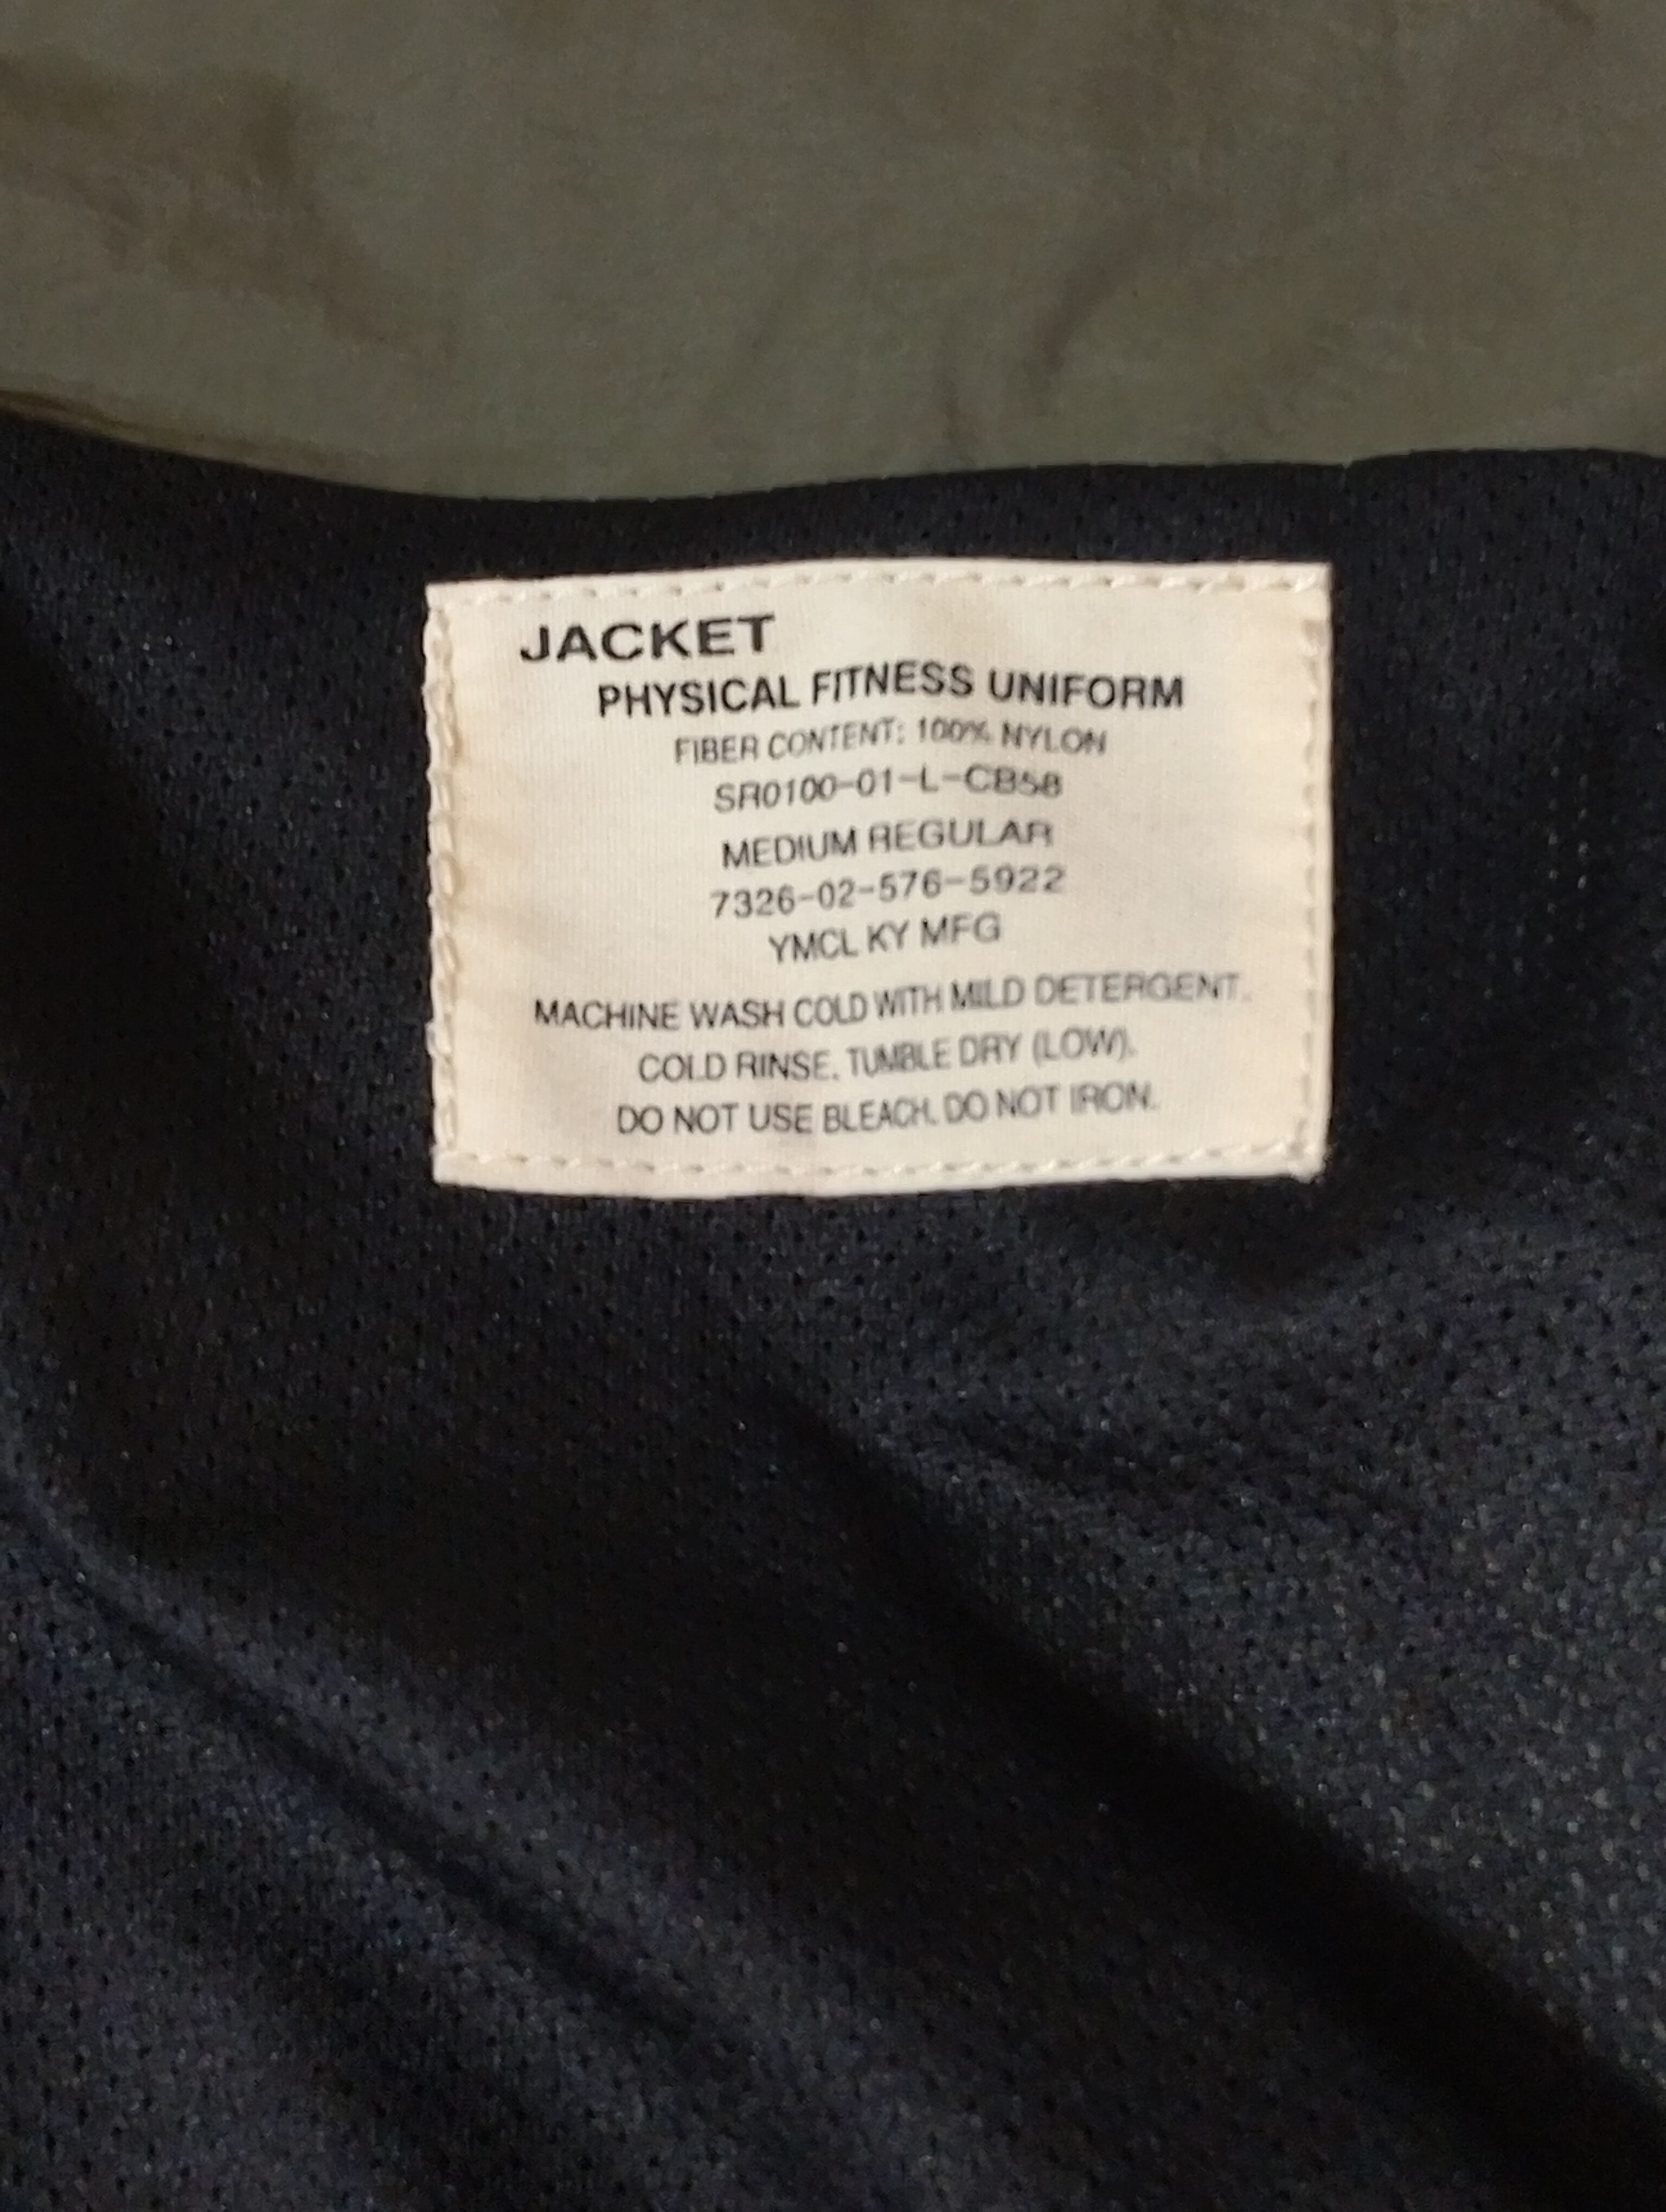 JACKET
PHYSICAL FITNESS UNIFORM
FIBER CONTENT: 100% NYLON
SR0100-01-L-CB58
MEDIUM REGULAR
7326-02-576-5922
YMCL KY MFG
MACHINE WASH COLD WITH MILD DETERGENT.
COLD RINSE. TUMBLE DRY (LOW).
DO NOT USE BLEACH. DO NOT IRON.